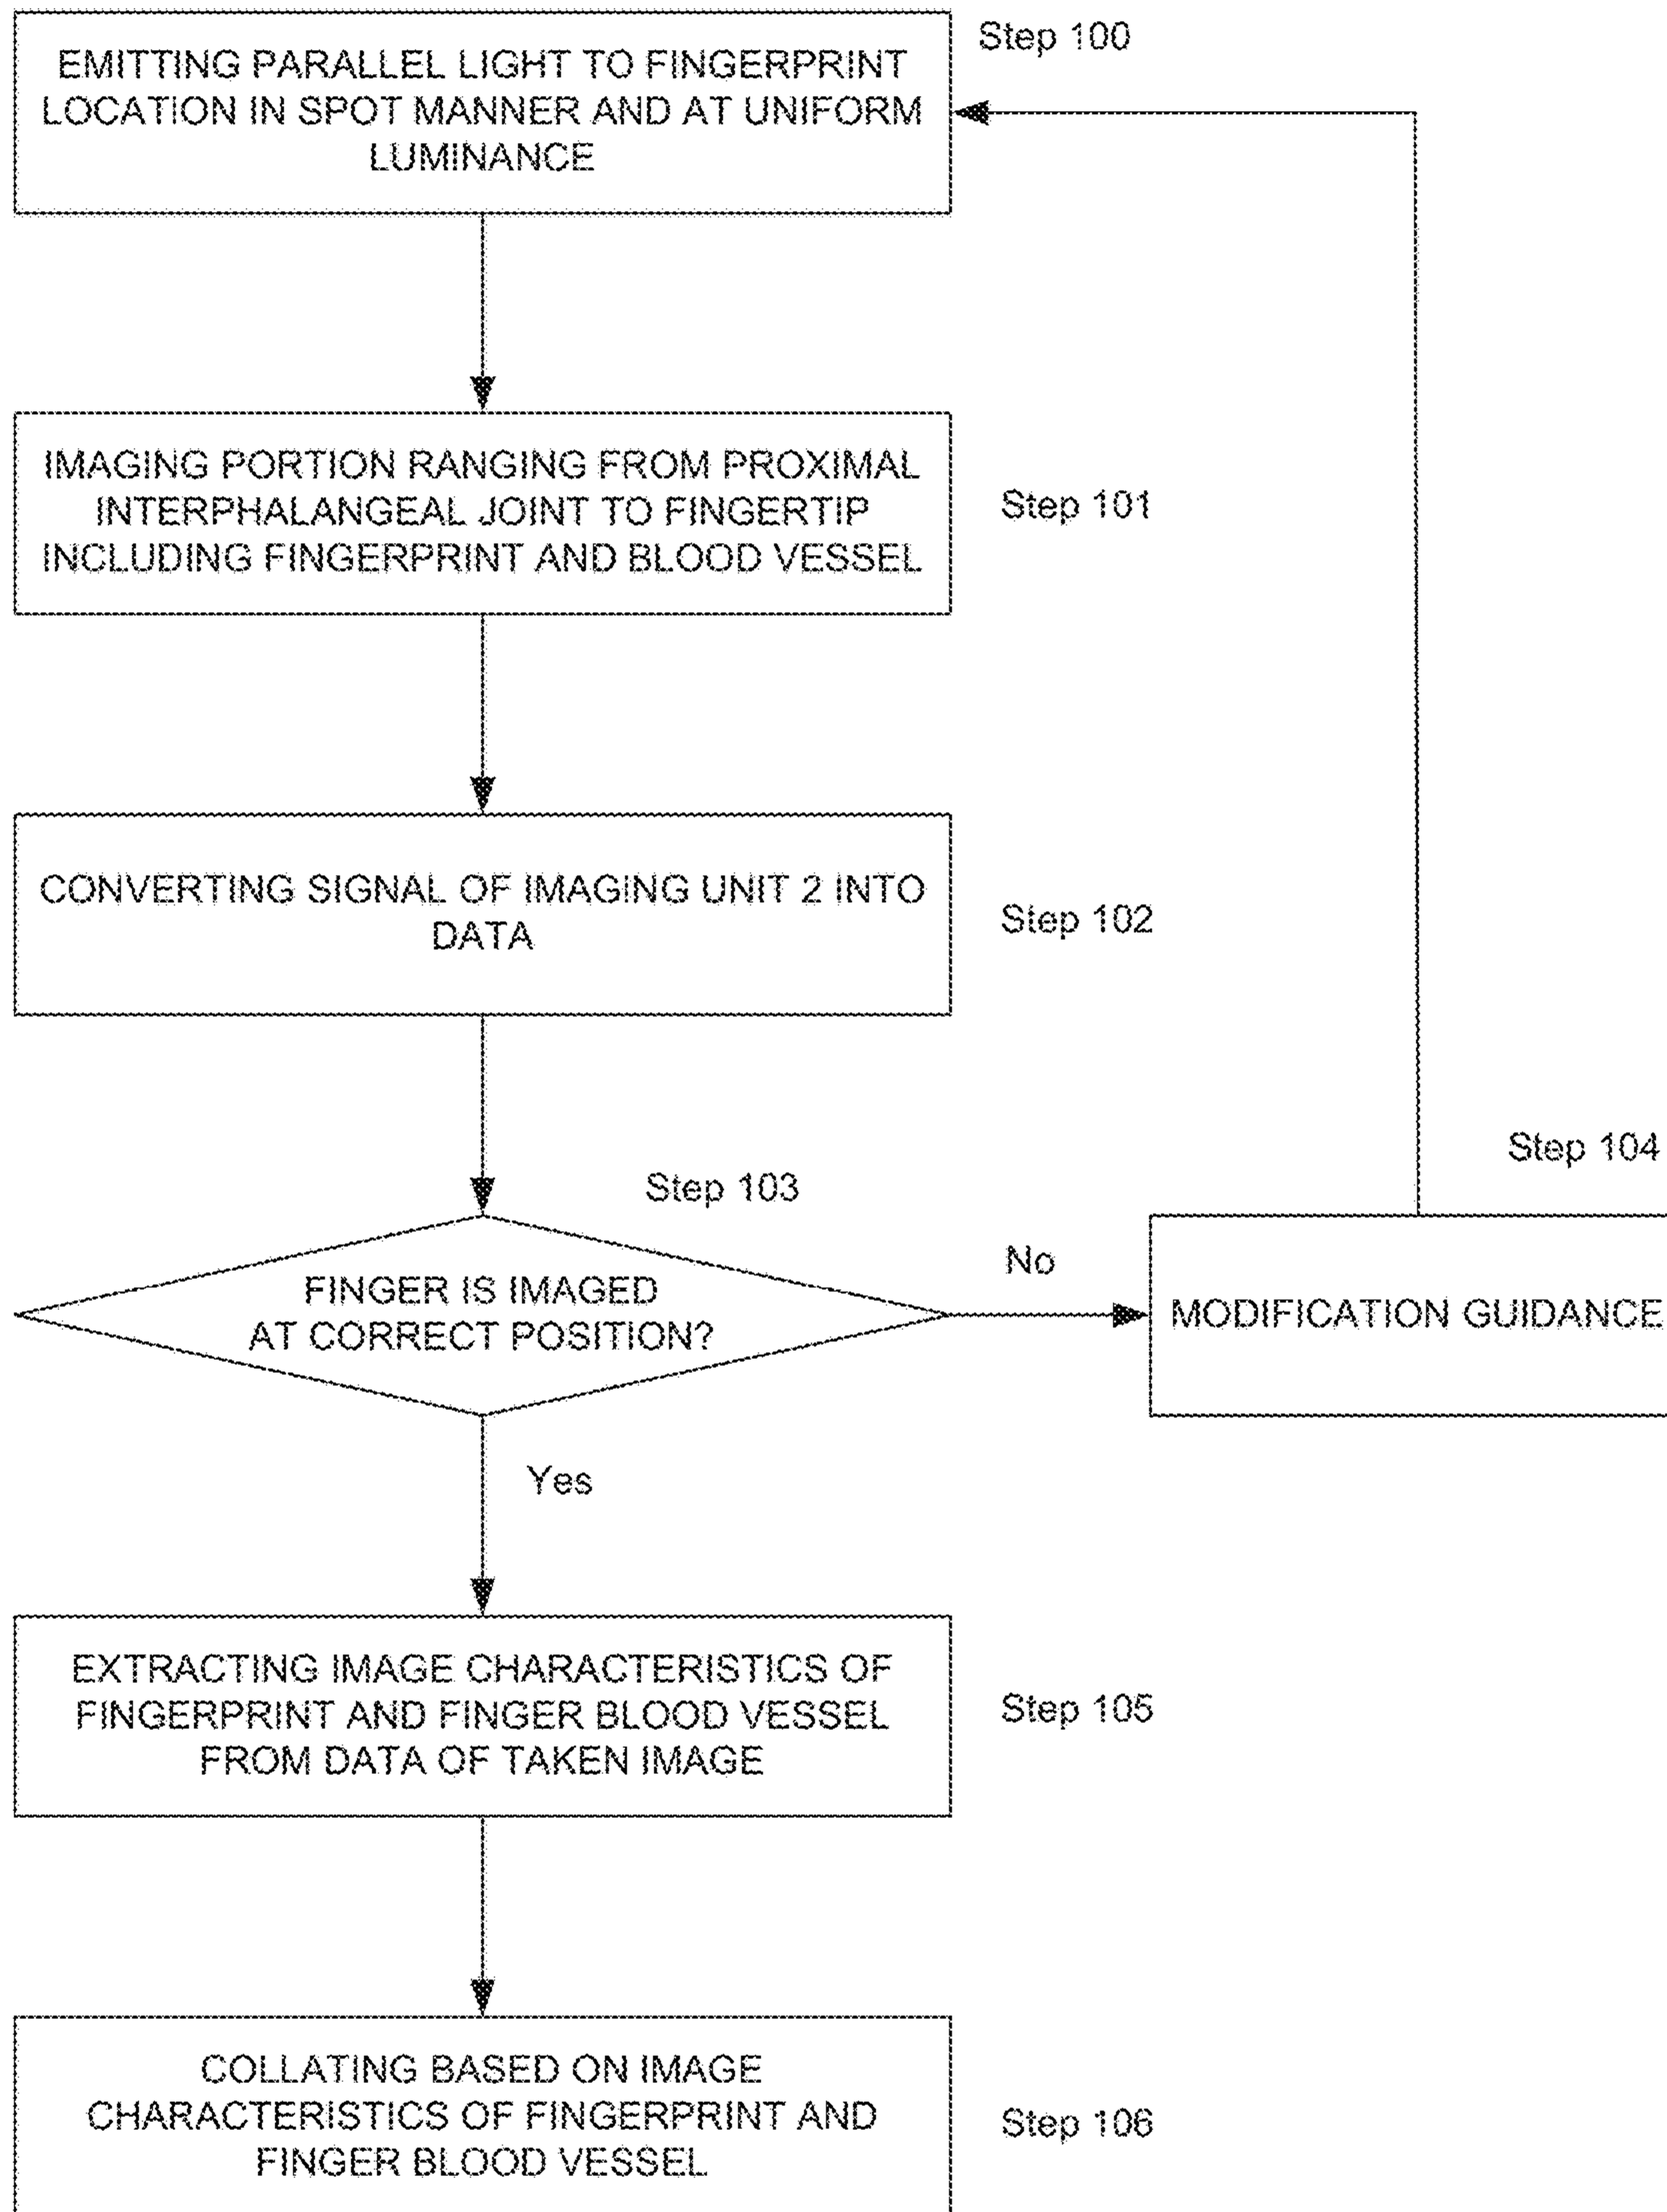 EMITTING PARALLEL LIGHT TO FINGERPRINT
LOCATION IN SPOT MANNER AND AT UNIFORM
LUMINANCE
Step 100
IMAGING PORTION RANGING FROM PROXIMAL
INTERPHALANGEAL JOINT TO FINGERTIP
INCLUDING FINGERPRINT AND BLOOD VESSEL
Step 101
CONVERTING SIGNAL OF IMAGING UNIT 2 INTO
DATA
Step 102
Step 103
FINGER IS IMAGED
AT CORRECT POSITION?
No
Step 104
MODIFICATION GUIDANCE
Yes
EXTRACTING IMAGE CHARACTERISTICS OF
FINGERPRINT AND FINGER BLOOD VESSEL
FROM DATA OF TAKEN IMAGE
Step 105
COLLATING BASED ON IMAGE
CHARACTERISTICS OF FINGERPRINT AND
FINGER BLOOD VESSEL
Step 106